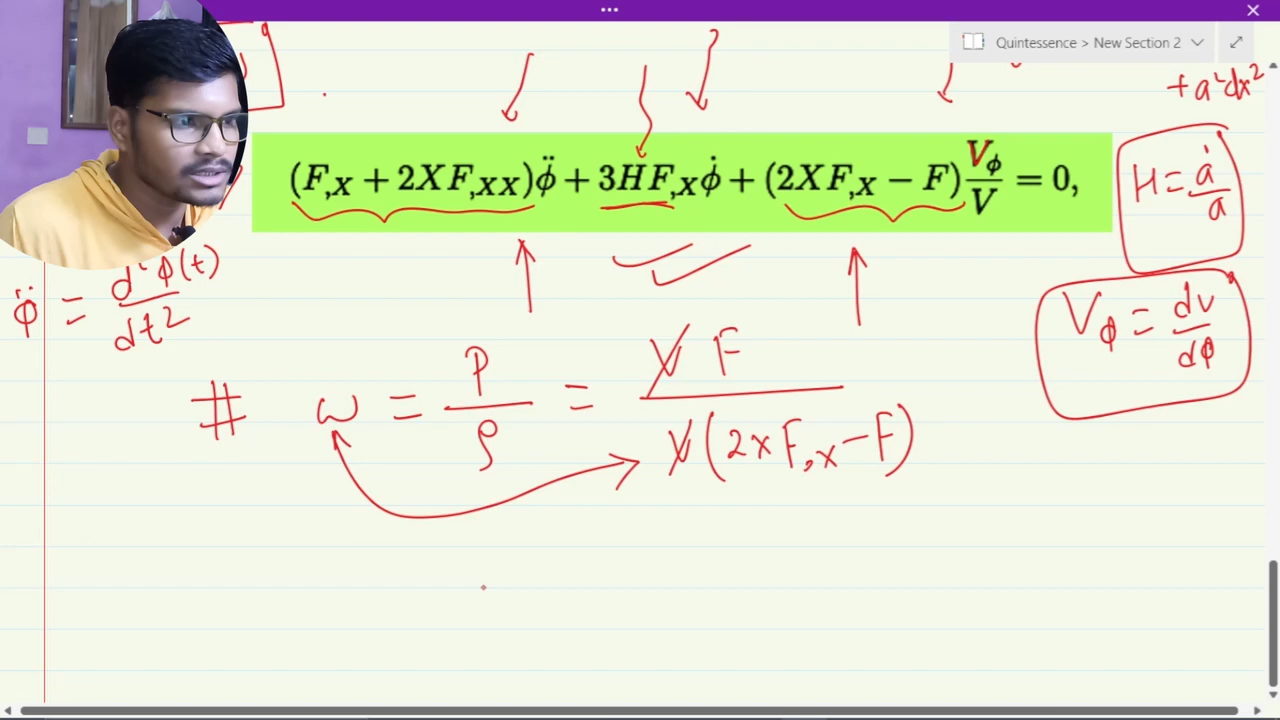 Quintessence > New Section 2
+ a²dx²
(F,X + 2XF,XX)φ̈ + 3HF,Xφ̇ + (2XF,X − F) Vφ/V = 0,
H = ȧ/a
φ̈ = d²φ(t)/dt²
Vφ = dv/dφ
# ω = P/ρ = V F / V(2xF,x − F)